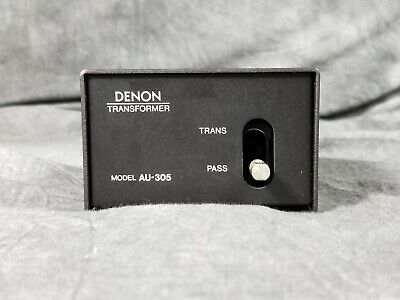 DENON
TRANSFORMER
TRANS
PASS
MODEL AU-305